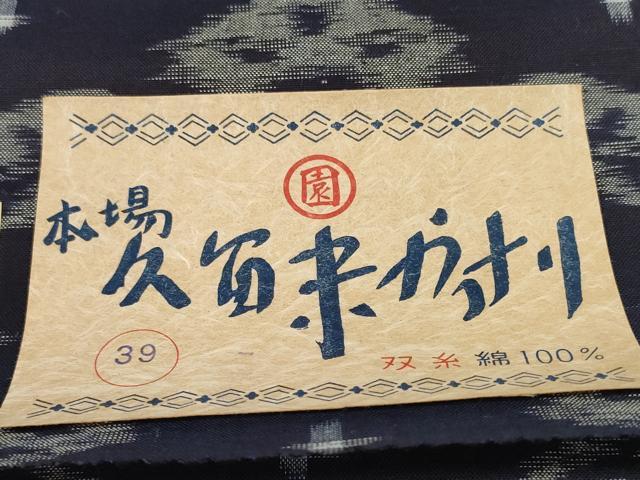 園
本場
久留米かすり
39
双糸 綿100%